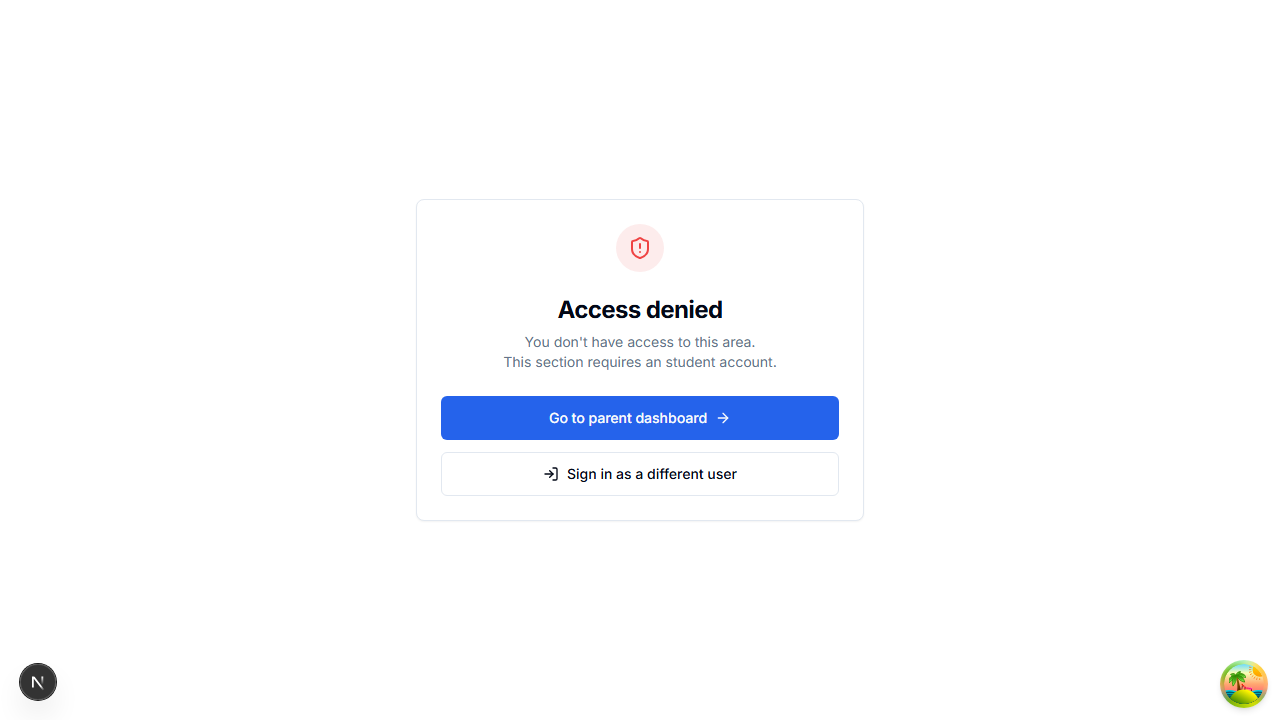 Access denied
You don't have access to this area.
This section requires an student account.
Go to parent dashboard
Sign in as a different user
N